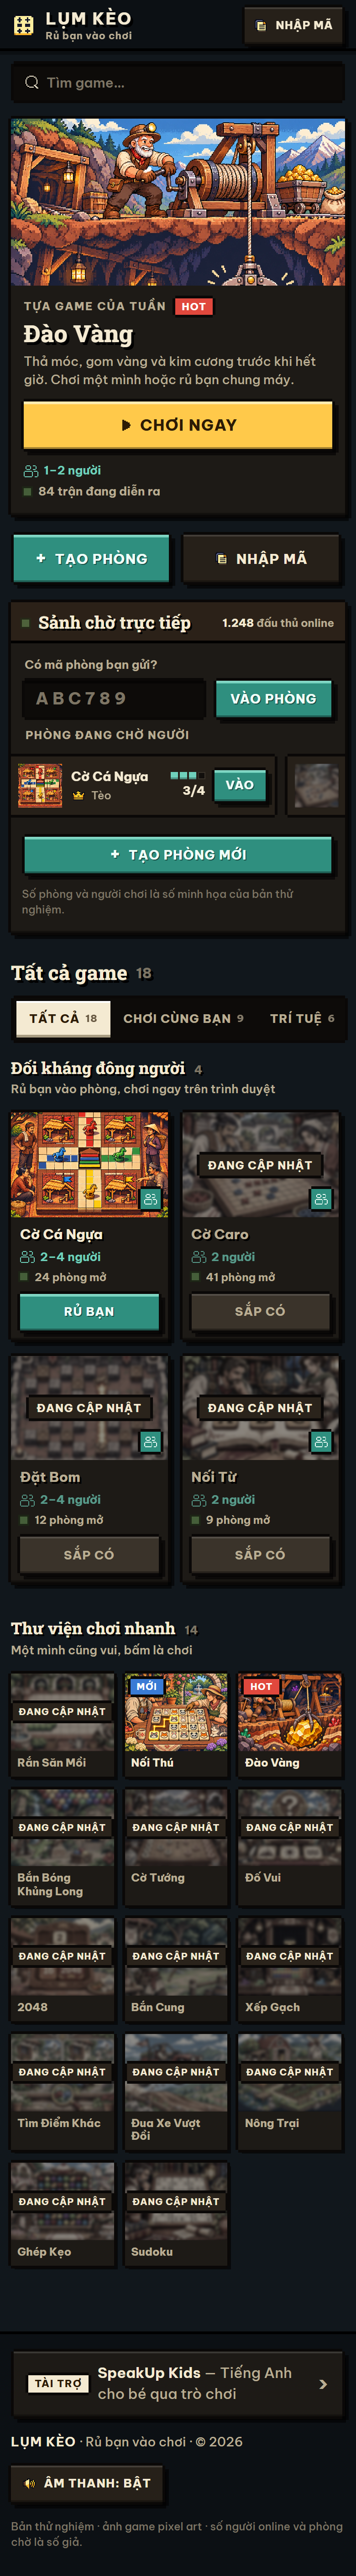 LỤM KÈO
Rủ bạn vào chơi
NHẬP MÃ
Tìm game...
TỰA GAME CỦA TUẦN HOT
Đào Vàng
Thả móc, gom vàng và kim cương trước khi hết
giờ. Chơi một mình hoặc rủ bạn chung máy.
CHƠI NGAY
1–2 người
84 trận đang diễn ra
+ TẠO PHÒNG
NHẬP MÃ
Sảnh chờ trực tiếp
1.248 đấu thủ online
Có mã phòng bạn gửi?
ABC789
VÀO PHÒNG
PHÒNG ĐANG CHỜ NGƯỜI
Cờ Cá Ngựa
Tèo
3/4
VÀO
+ TẠO PHÒNG MỚI
Số phòng và người chơi là số minh họa của bản thử
nghiệm.
Tất cả game 18
TẤT CẢ 18
CHƠI CÙNG BẠN 9
TRÍ TUỆ 6
Đối kháng đông người 4
Rủ bạn vào phòng, chơi ngay trên trình duyệt
Cờ Cá Ngựa
2–4 người
24 phòng mở
RỦ BẠN
ĐANG CẬP NHẬT
Cờ Caro
2 người
41 phòng mở
SẮP CÓ
ĐANG CẬP NHẬT
Đặt Bom
2–4 người
12 phòng mở
SẮP CÓ
ĐANG CẬP NHẬT
Nối Từ
2 người
9 phòng mở
SẮP CÓ
Thư viện chơi nhanh 14
Một mình cũng vui, bấm là chơi
ĐANG CẬP NHẬT
Rắn Săn Mồi
MỚI
Nối Thú
HOT
Đào Vàng
ĐANG CẬP NHẬT
Bắn Bóng
Khủng Long
ĐANG CẬP NHẬT
Cờ Tướng
ĐANG CẬP NHẬT
Đố Vui
ĐANG CẬP NHẬT
2048
ĐANG CẬP NHẬT
Bắn Cung
ĐANG CẬP NHẬT
Xếp Gạch
ĐANG CẬP NHẬT
Tìm Điểm Khác
ĐANG CẬP NHẬT
Đua Xe Vượt
Đồi
ĐANG CẬP NHẬT
Nông Trại
ĐANG CẬP NHẬT
Ghép Kẹo
ĐANG CẬP NHẬT
Sudoku
TÀI TRỢ
SpeakUp Kids — Tiếng Anh
cho bé qua trò chơi
LỤM KÈO · Rủ bạn vào chơi · © 2026
ÂM THANH: BẬT
Bản thử nghiệm · ảnh game pixel art · số người online và phòng
chờ là số giả.